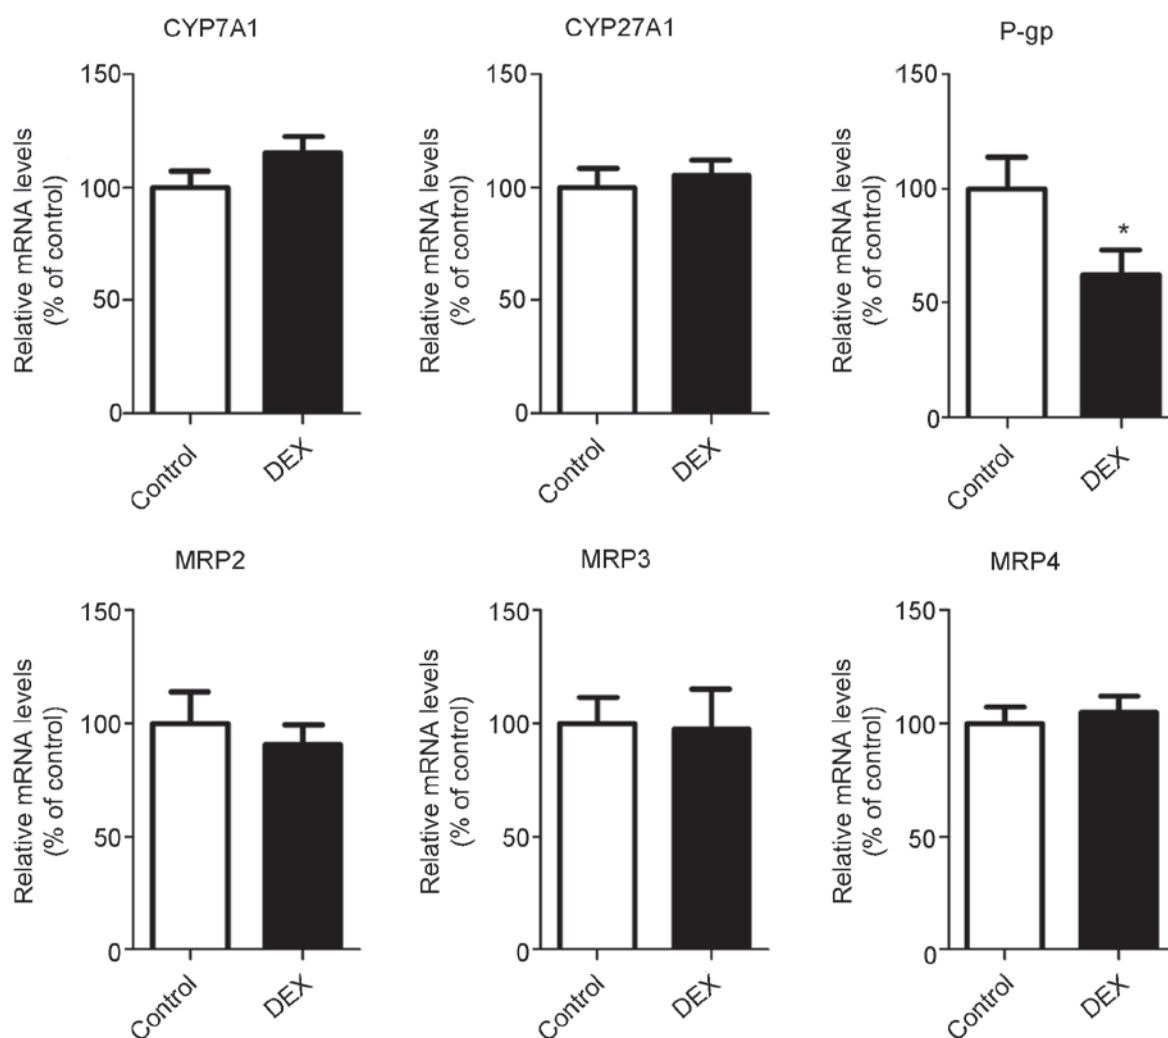 CYP7A1
150
100
50
0
Relative mRNA levels
(% of control)
Control
DEX
CYP27A1
150
100
50
0
Relative mRNA levels
(% of control)
Control
DEX
P-gp
150
100
50
0
Relative mRNA levels
(% of control)
*
Control
DEX
MRP2
150
100
50
0
Relative mRNA levels
(% of control)
Control
DEX
MRP3
150
100
50
0
Relative mRNA levels
(% of control)
Control
DEX
MRP4
150
100
50
0
Relative mRNA levels
(% of control)
Control
DEX